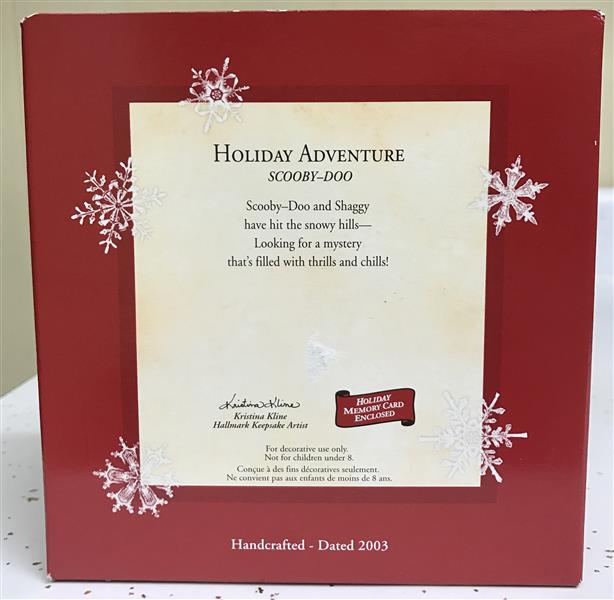 HOLIDAY ADVENTURE
SCOOBY–DOO
Scooby–Doo and Shaggy
have hit the snowy hills—
Looking for a mystery
that's filled with thrills and chills!
Kristina Kline
Kristina Kline
Hallmark Keepsake Artist
HOLIDAY
MEMORY CARD
ENCLOSED
For decorative use only.
Not for children under 8.
Conçue à des fins décoratives seulement.
Ne convient pas aux enfants de moins de 8 ans.
Handcrafted - Dated 2003